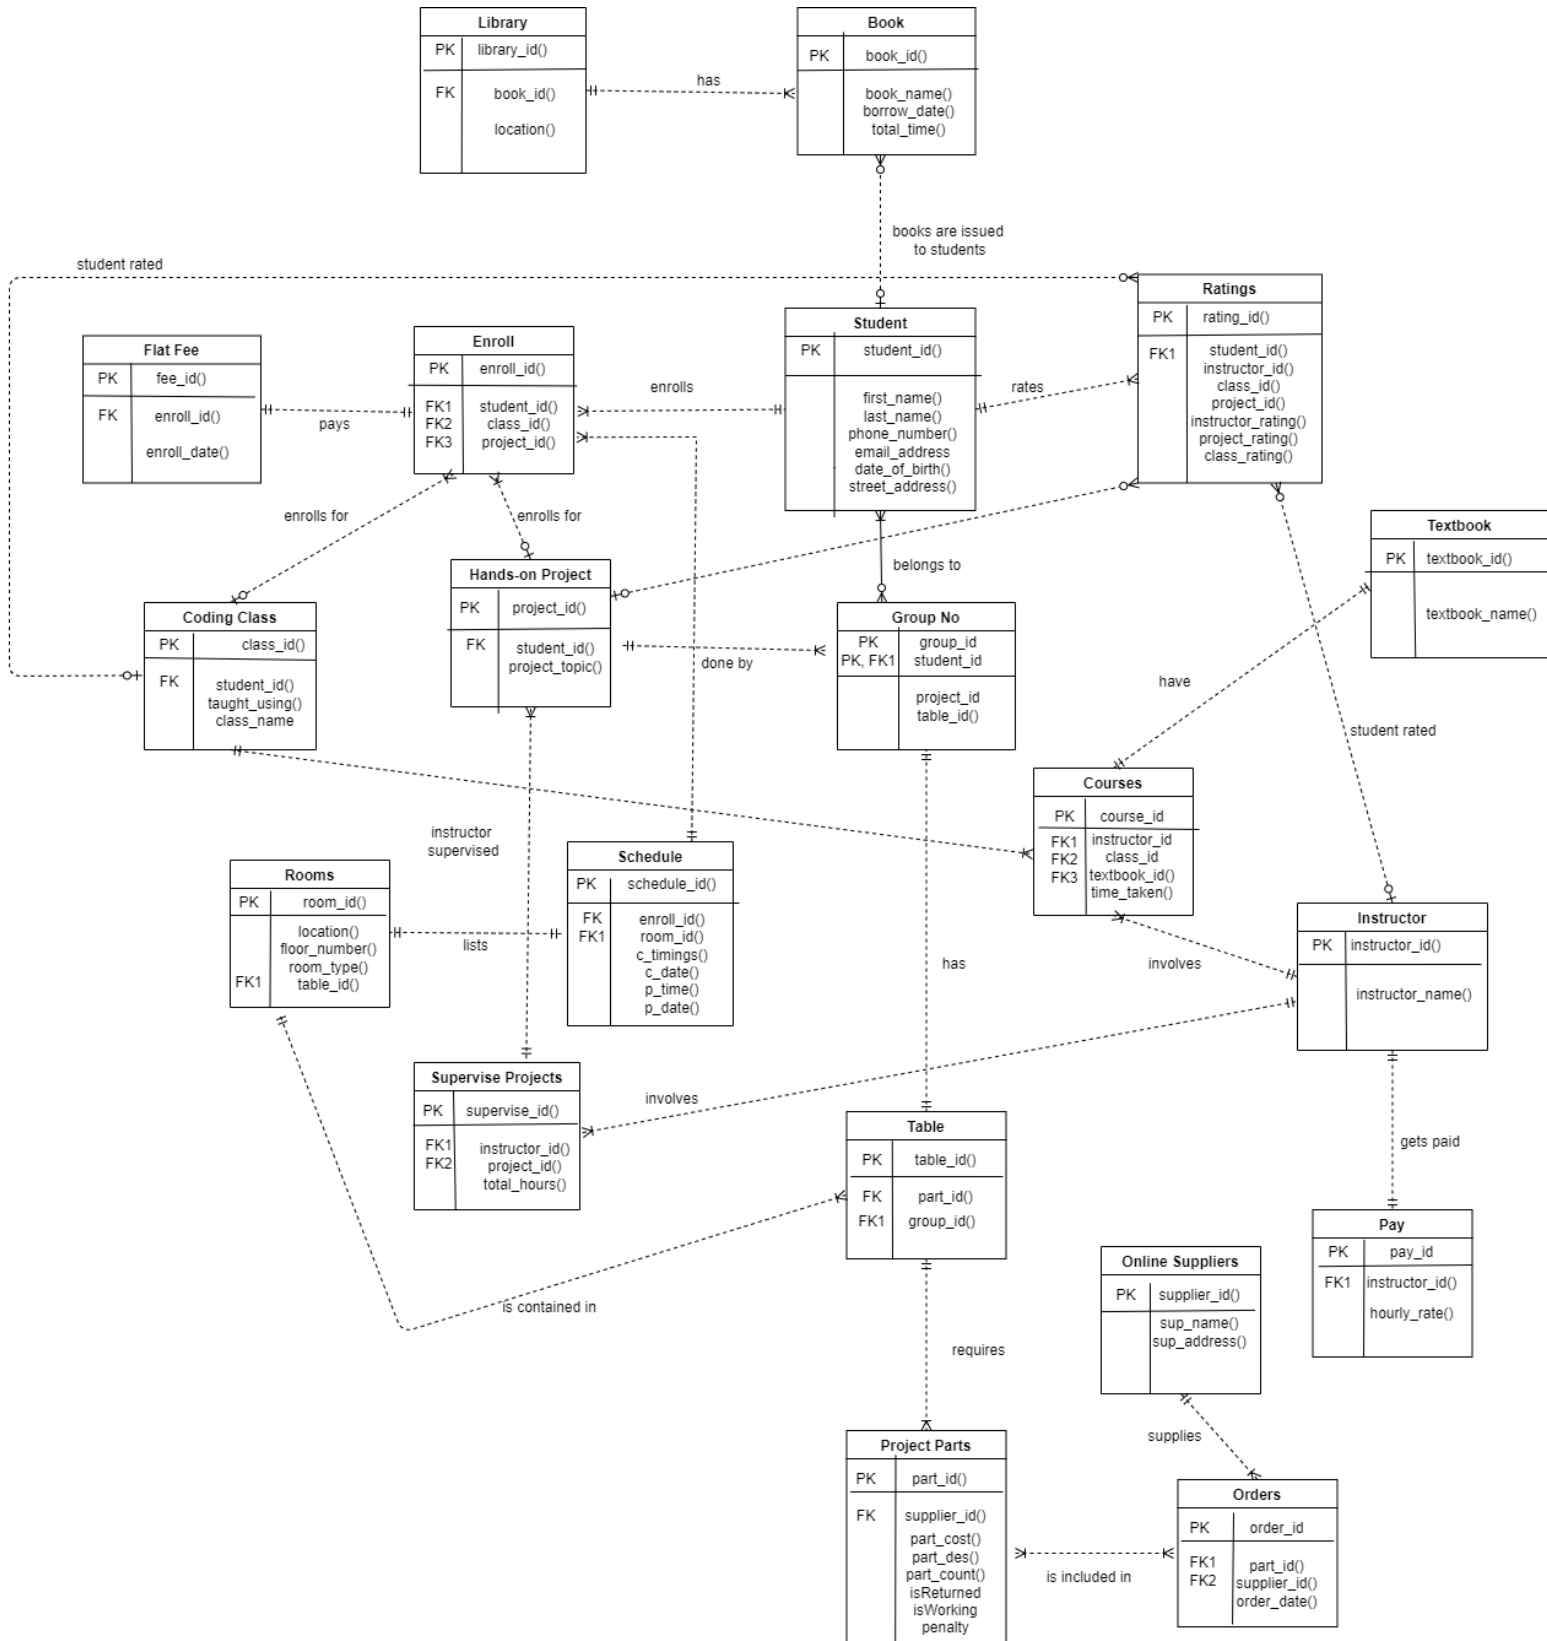 Library
PK library_id()
FK book_id()
location()
has
Book
PK book_id()
book_name()
borrow_date()
total_time()
books are issued
to students
student rated
Ratings
PK rating_id()
FK1 student_id()
instructor_id()
class_id()
project_id()
instructor_rating()
project_rating()
class_rating()
Flat Fee
PK fee_id()
FK enroll_id()
enroll_date()
pays
Enroll
PK enroll_id()
FK1 student_id()
FK2 class_id()
FK3 project_id()
enrolls
Student
PK student_id()
first_name()
last_name()
phone_number()
email_address
date_of_birth()
street_address()
rates
enrolls for
enrolls for
belongs to
Textbook
PK textbook_id()
textbook_name()
Coding Class
PK class_id()
FK student_id()
taught_using()
class_name
Hands-on Project
PK project_id()
FK student_id()
project_topic()
done by
Group No
PK group_id
PK, FK1 student_id
project_id
table_id()
have
student rated
Courses
PK course_id
FK1 instructor_id
FK2 class_id
FK3 textbook_id()
time_taken()
instructor
supervised
Rooms
PK room_id()
location()
floor_number()
room_type()
FK1 table_id()
lists
Schedule
PK schedule_id()
FK enroll_id()
FK1 room_id()
c_timings()
c_date()
p_time()
p_date()
has
involves
Instructor
PK instructor_id()
instructor_name()
Supervise Projects
PK supervise_id()
FK1 instructor_id()
FK2 project_id()
total_hours()
involves
Table
PK table_id()
FK part_id()
FK1 group_id()
gets paid
is contained in
requires
Online Suppliers
PK supplier_id()
sup_name()
sup_address()
Pay
PK pay_id
FK1 instructor_id()
hourly_rate()
supplies
Project Parts
PK part_id()
FK supplier_id()
part_cost()
part_des()
part_count()
isReturned
isWorking
penalty
is included in
Orders
PK order_id
FK1 part_id()
FK2 supplier_id()
order_date()